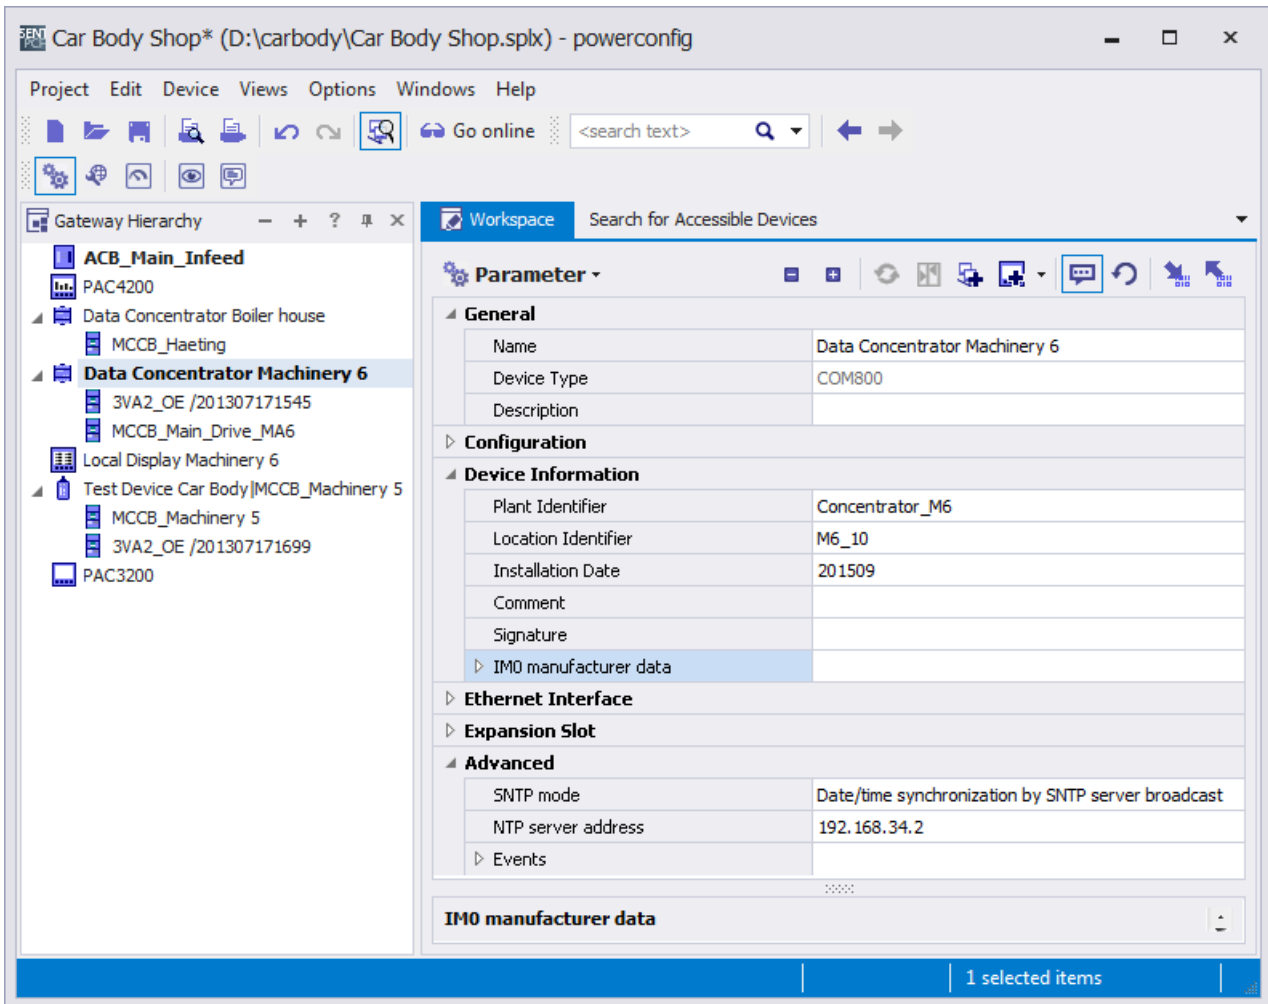 Car Body Shop* (D:\carbody\Car Body Shop.splx) - powerconfig
Project Edit Device Views Options Windows Help
Go online <search text>
Gateway Hierarchy
ACB_Main_Infeed
PAC4200
Data Concentrator Boiler house
MCCB_Haeting
Data Concentrator Machinery 6
3VA2_OE /201307171545
MCCB_Main_Drive_MA6
Local Display Machinery 6
Test Device Car Body|MCCB_Machinery 5
MCCB_Machinery 5
3VA2_OE /201307171699
PAC3200
Workspace Search for Accessible Devices
Parameter
General
Name Data Concentrator Machinery 6
Device Type COM800
Description
Configuration
Device Information
Plant Identifier Concentrator_M6
Location Identifier M6_10
Installation Date 201509
Comment
Signature
IM0 manufacturer data
Ethernet Interface
Expansion Slot
Advanced
SNTP mode Date/time synchronization by SNTP server broadcast
NTP server address 192.168.34.2
Events
IM0 manufacturer data
1 selected items